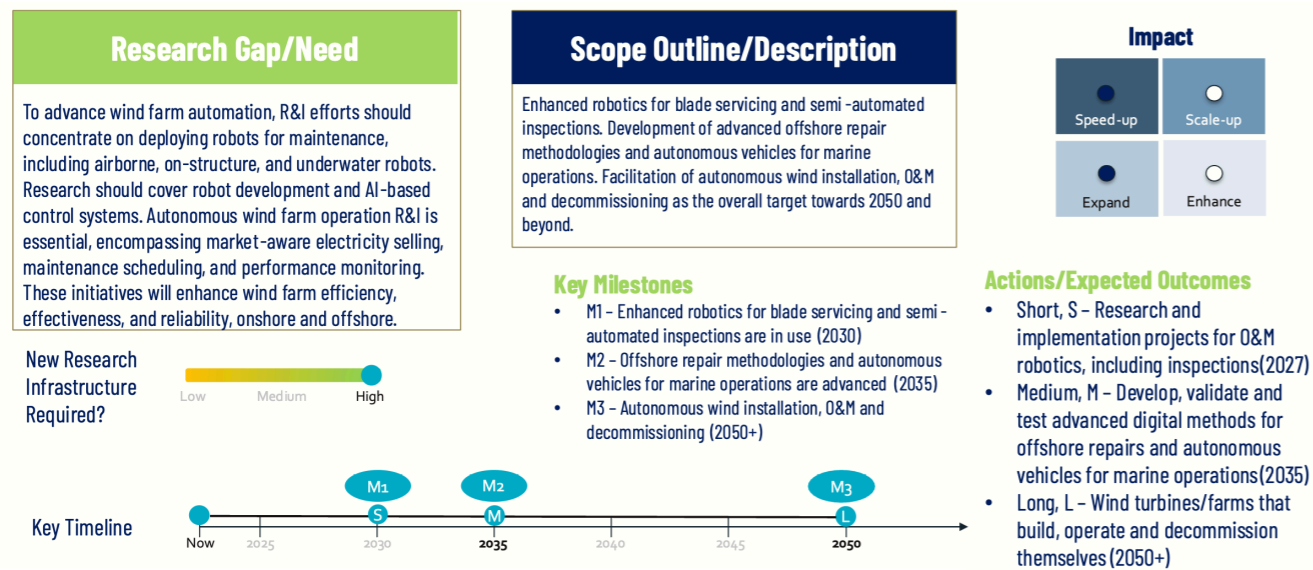 Research Gap/Need
To advance wind farm automation, R&I efforts should
concentrate on deploying robots for maintenance,
including airborne, on-structure, and underwater robots.
Research should cover robot development and AI-based
control systems. Autonomous wind farm operation R&I is
essential, encompassing market-aware electricity selling,
maintenance scheduling, and performance monitoring.
These initiatives will enhance wind farm efficiency,
effectiveness, and reliability, onshore and offshore.
Scope Outline/Description
Enhanced robotics for blade servicing and semi -automated
inspections. Development of advanced offshore repair
methodologies and autonomous vehicles for marine
operations. Facilitation of autonomous wind installation, O&M
and decommissioning as the overall target towards 2050 and
beyond.
Impact
Speed-up
Scale-up
Expand
Enhance
New Research
Infrastructure
Required?
Low
Medium
High
Key Milestones
• M1 – Enhanced robotics for blade servicing and semi -
automated inspections are in use (2030)
• M2 – Offshore repair methodologies and autonomous
vehicles for marine operations are advanced (2035)
• M3 – Autonomous wind installation, O&M and
decommissioning (2050+)
Actions/Expected Outcomes
• Short, S – Research and
implementation projects for O&M
robotics, including inspections(2027)
• Medium, M – Develop, validate and
test advanced digital methods for
offshore repairs and autonomous
vehicles for marine operations(2035)
• Long, L – Wind turbines/farms that
build, operate and decommission
themselves (2050+)
Key Timeline
M1
M2
M3
S
M
L
Now
2025
2030
2035
2040
2045
2050